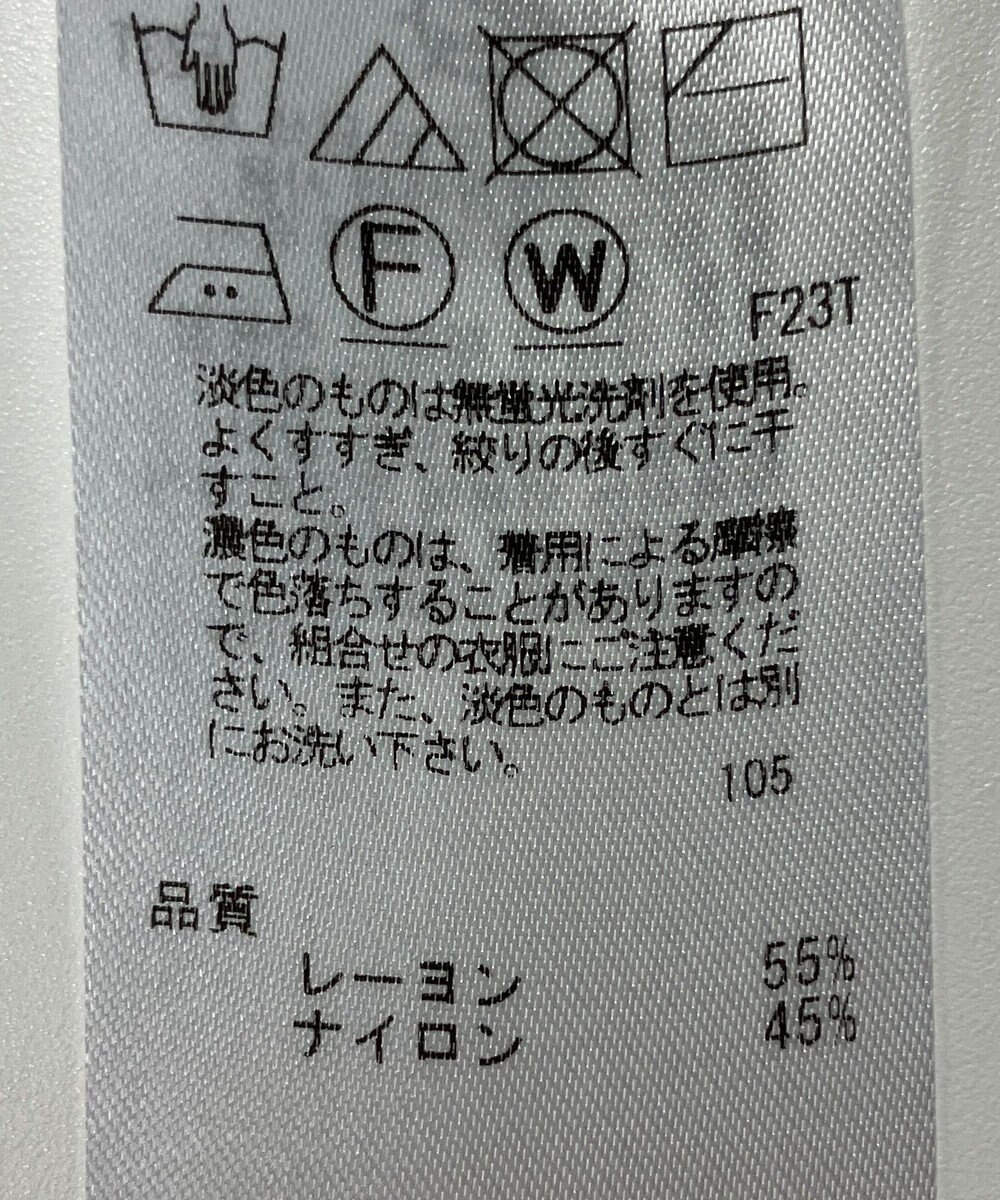 F
W
F23T
淡色のものは無蛍光洗剤を使用。
よくすすぎ、絞りの後すぐに干
すこと。
濃色のものは、着用による摩擦
で色落ちすることがありますの
で、組合せの衣服にご注意くだ
さい。また、淡色のものとは別
にお洗い下さい。
105
品質
レーヨン 55%
ナイロン 45%